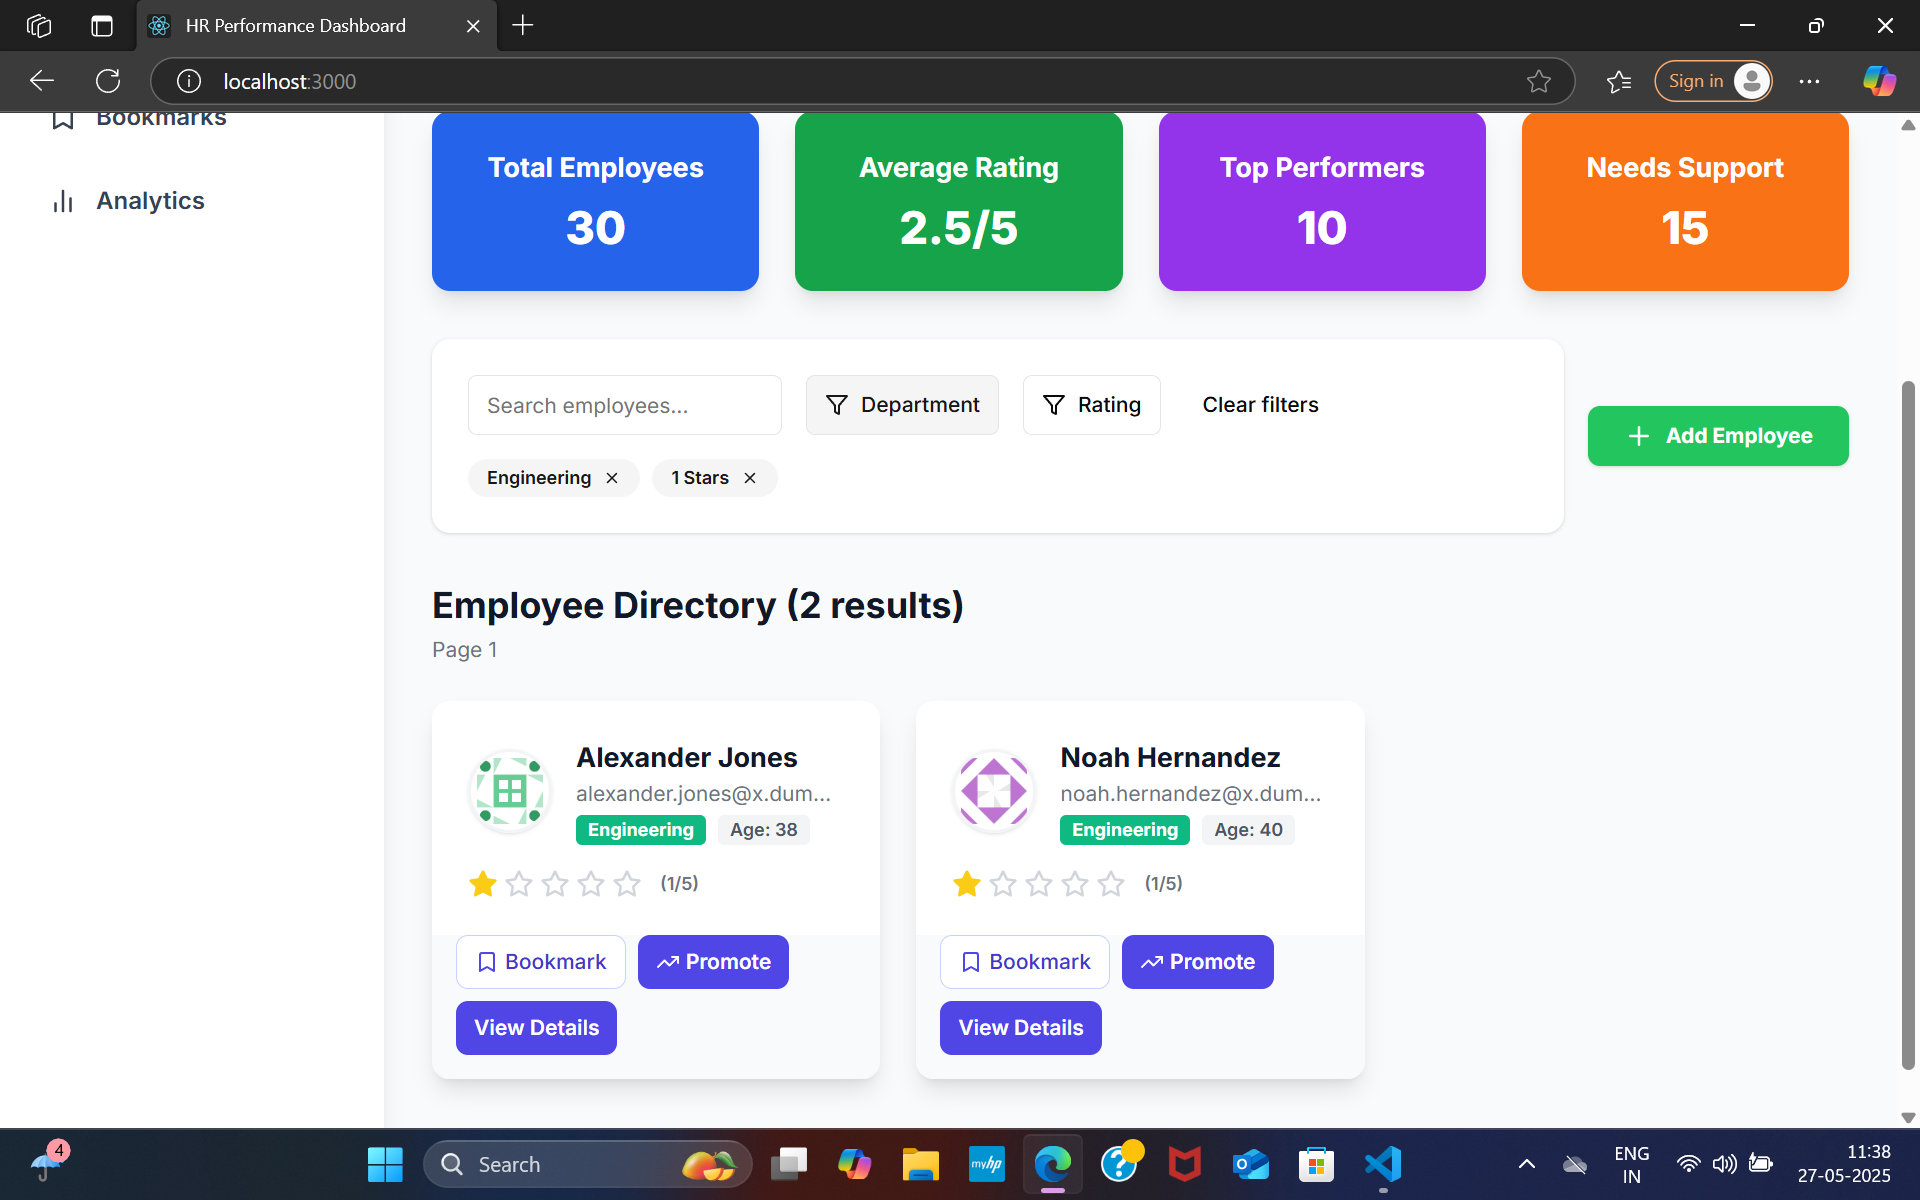 HR Performance Dashboard
localhost:3000
Sign in
Bookmarks
Analytics
Total Employees
30
Average Rating
2.5/5
Top Performers
10
Needs Support
15
Search employees...
Department
Rating
Clear filters
Engineering
1 Stars
Add Employee
Employee Directory (2 results)
Page 1
Alexander Jones
alexander.jones@x.dum...
Engineering
Age: 38
(1/5)
Bookmark
Promote
View Details
Noah Hernandez
noah.hernandez@x.dum...
Engineering
Age: 40
(1/5)
Bookmark
Promote
View Details
4
Search
myhp
ENG
IN
11:38
27-05-2025